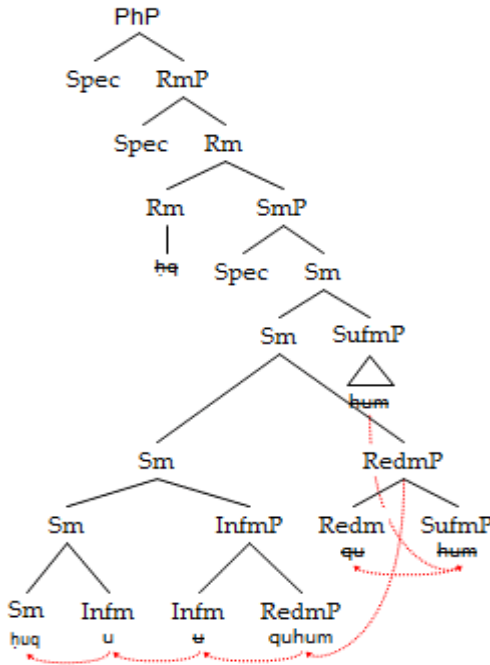 PhP
Spec RmP
Spec Rm
Rm SmP
ḥq Spec Sm
Sm SufmP
hum
Sm RedmP
Sm InfmP Redm SufmP
qu hum
Sm Infm Infm RedmP
ḥuq u u quhum